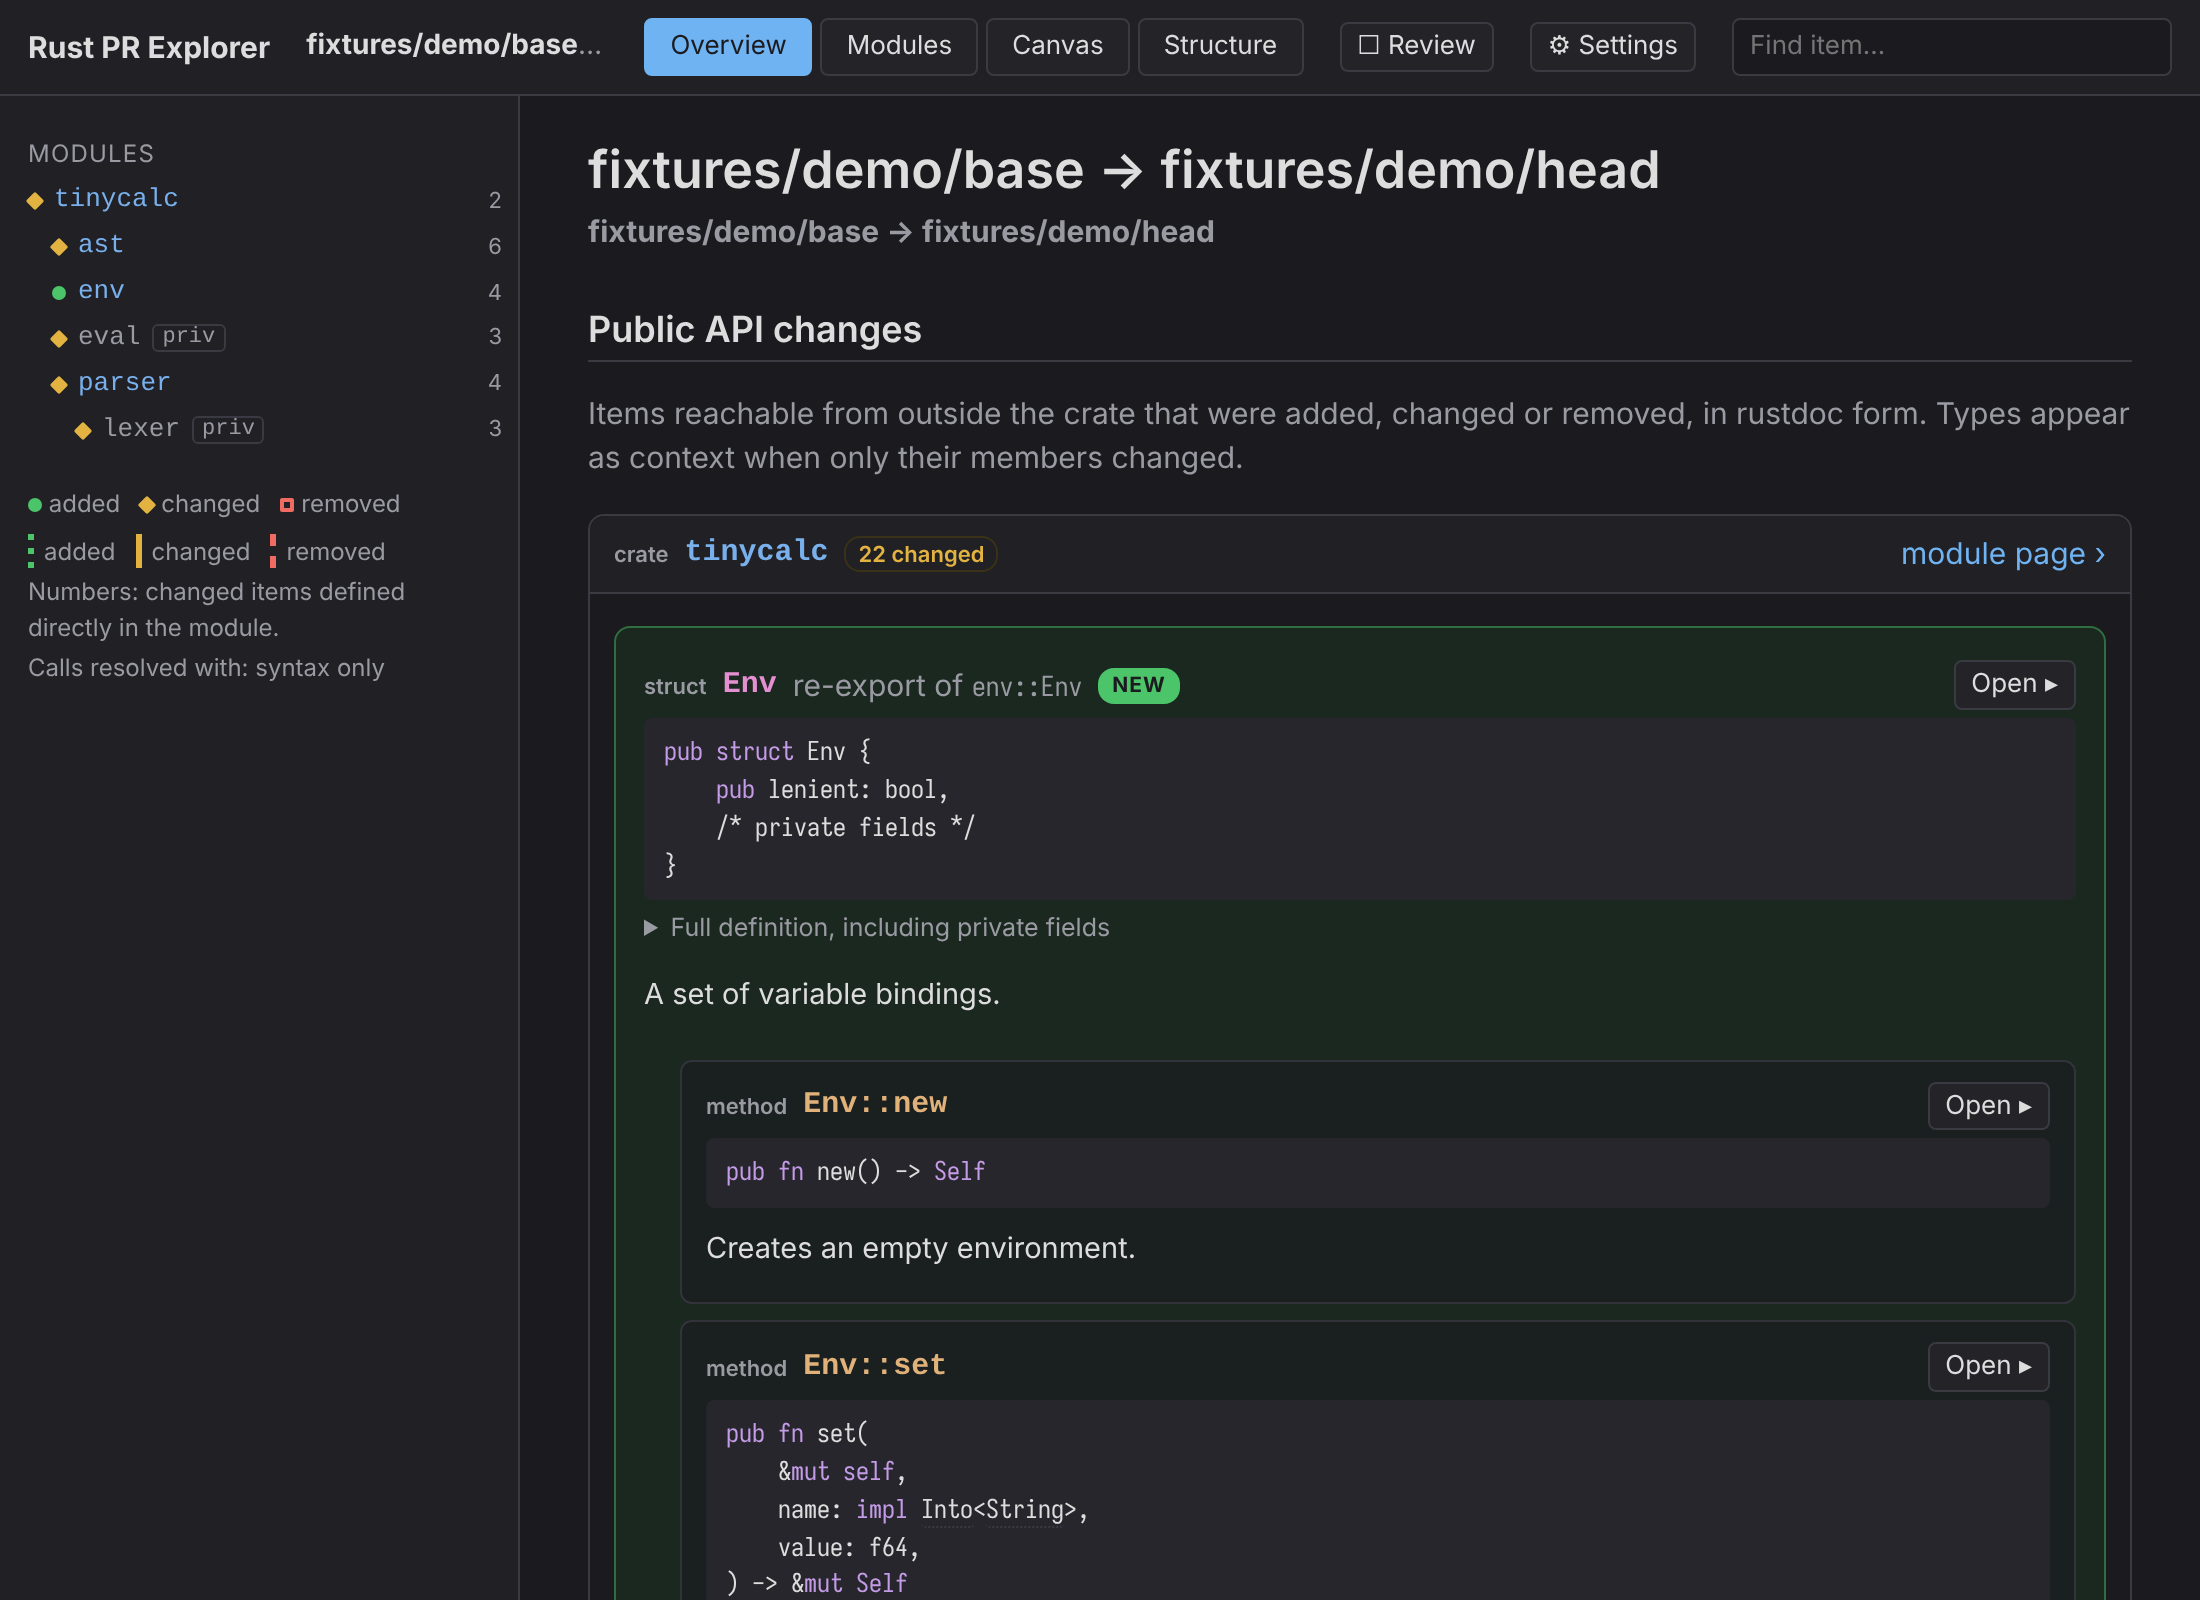 Rust PR Explorer
fixtures/demo/base…
Overview
Modules
Canvas
Structure
☐ Review
⚙ Settings
Find item…
MODULES
tinycalc 2
ast 6
env 4
eval priv 3
parser 4
lexer priv 3
added changed removed
added changed removed
Numbers: changed items defined
directly in the module.
Calls resolved with: syntax only
fixtures/demo/base → fixtures/demo/head
fixtures/demo/base → fixtures/demo/head
Public API changes
Items reachable from outside the crate that were added, changed or removed, in rustdoc form. Types appear
as context when only their members changed.
crate tinycalc 22 changed module page ›
struct Env re-export of env::Env NEW Open ▸
pub struct Env {
    pub lenient: bool,
    /* private fields */
}
▶ Full definition, including private fields
A set of variable bindings.
method Env::new Open ▸
pub fn new() -> Self
Creates an empty environment.
method Env::set Open ▸
pub fn set(
    &mut self,
    name: impl Into<String>,
    value: f64,
) -> &mut Self